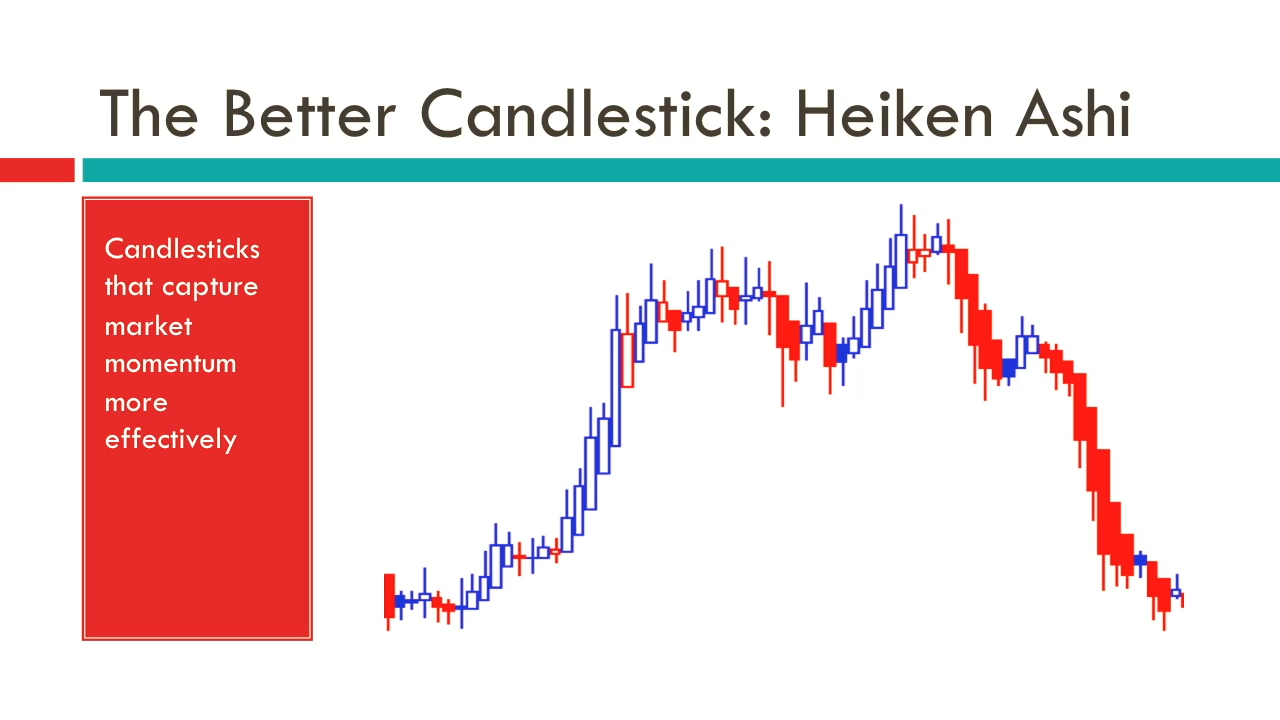 The Better Candlestick: Heiken Ashi
Candlesticks
that capture
market
momentum
more
effectively